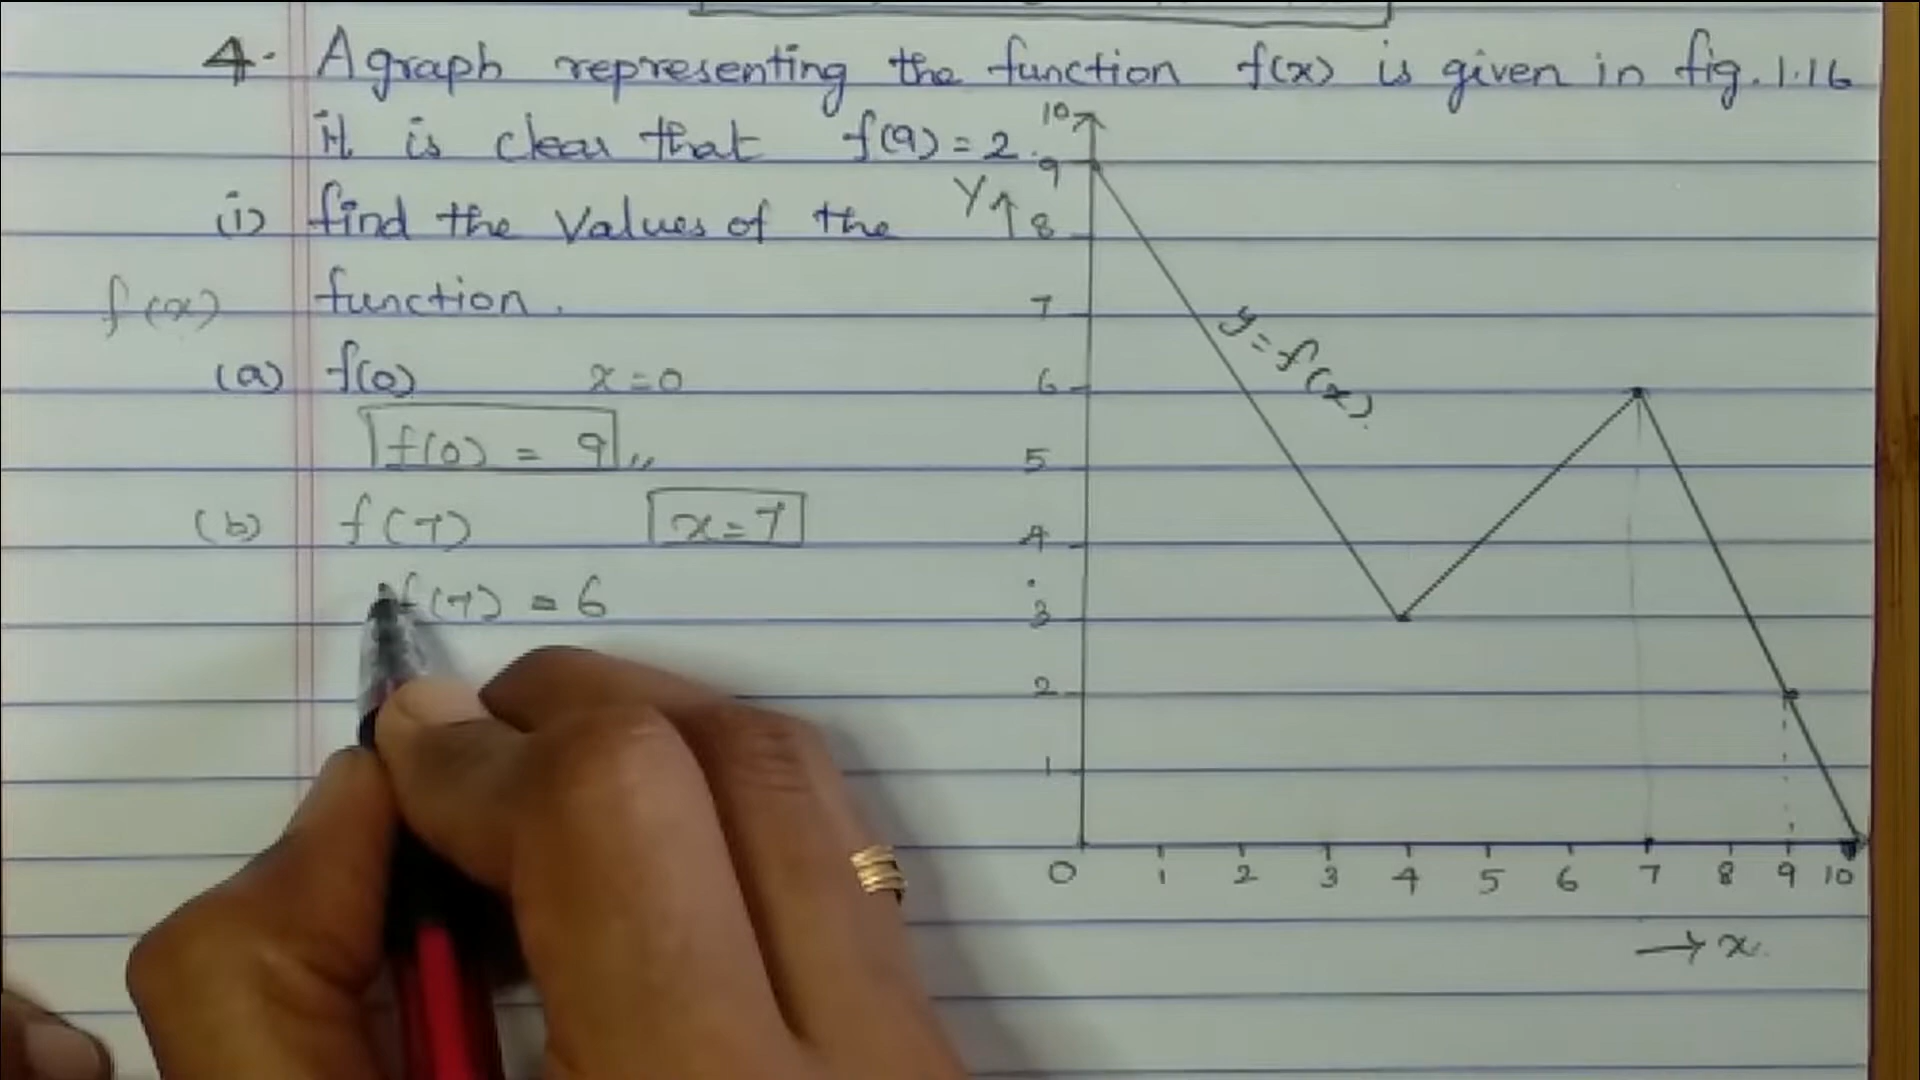 4. A graph representing the function f(x) is given in fig. 1.16
it is clear that f(9) = 2.
(i) find the values of the
function.
f(x)
(a) f(0) x=0
f(0) = 9,,
(b) f(7) x=7
f(7) = 6
10
9
Y↑ 8
7
6
5
4
3
2
1
y = f(x).
0 1 2 3 4 5 6 7 8 9 10
→ x.